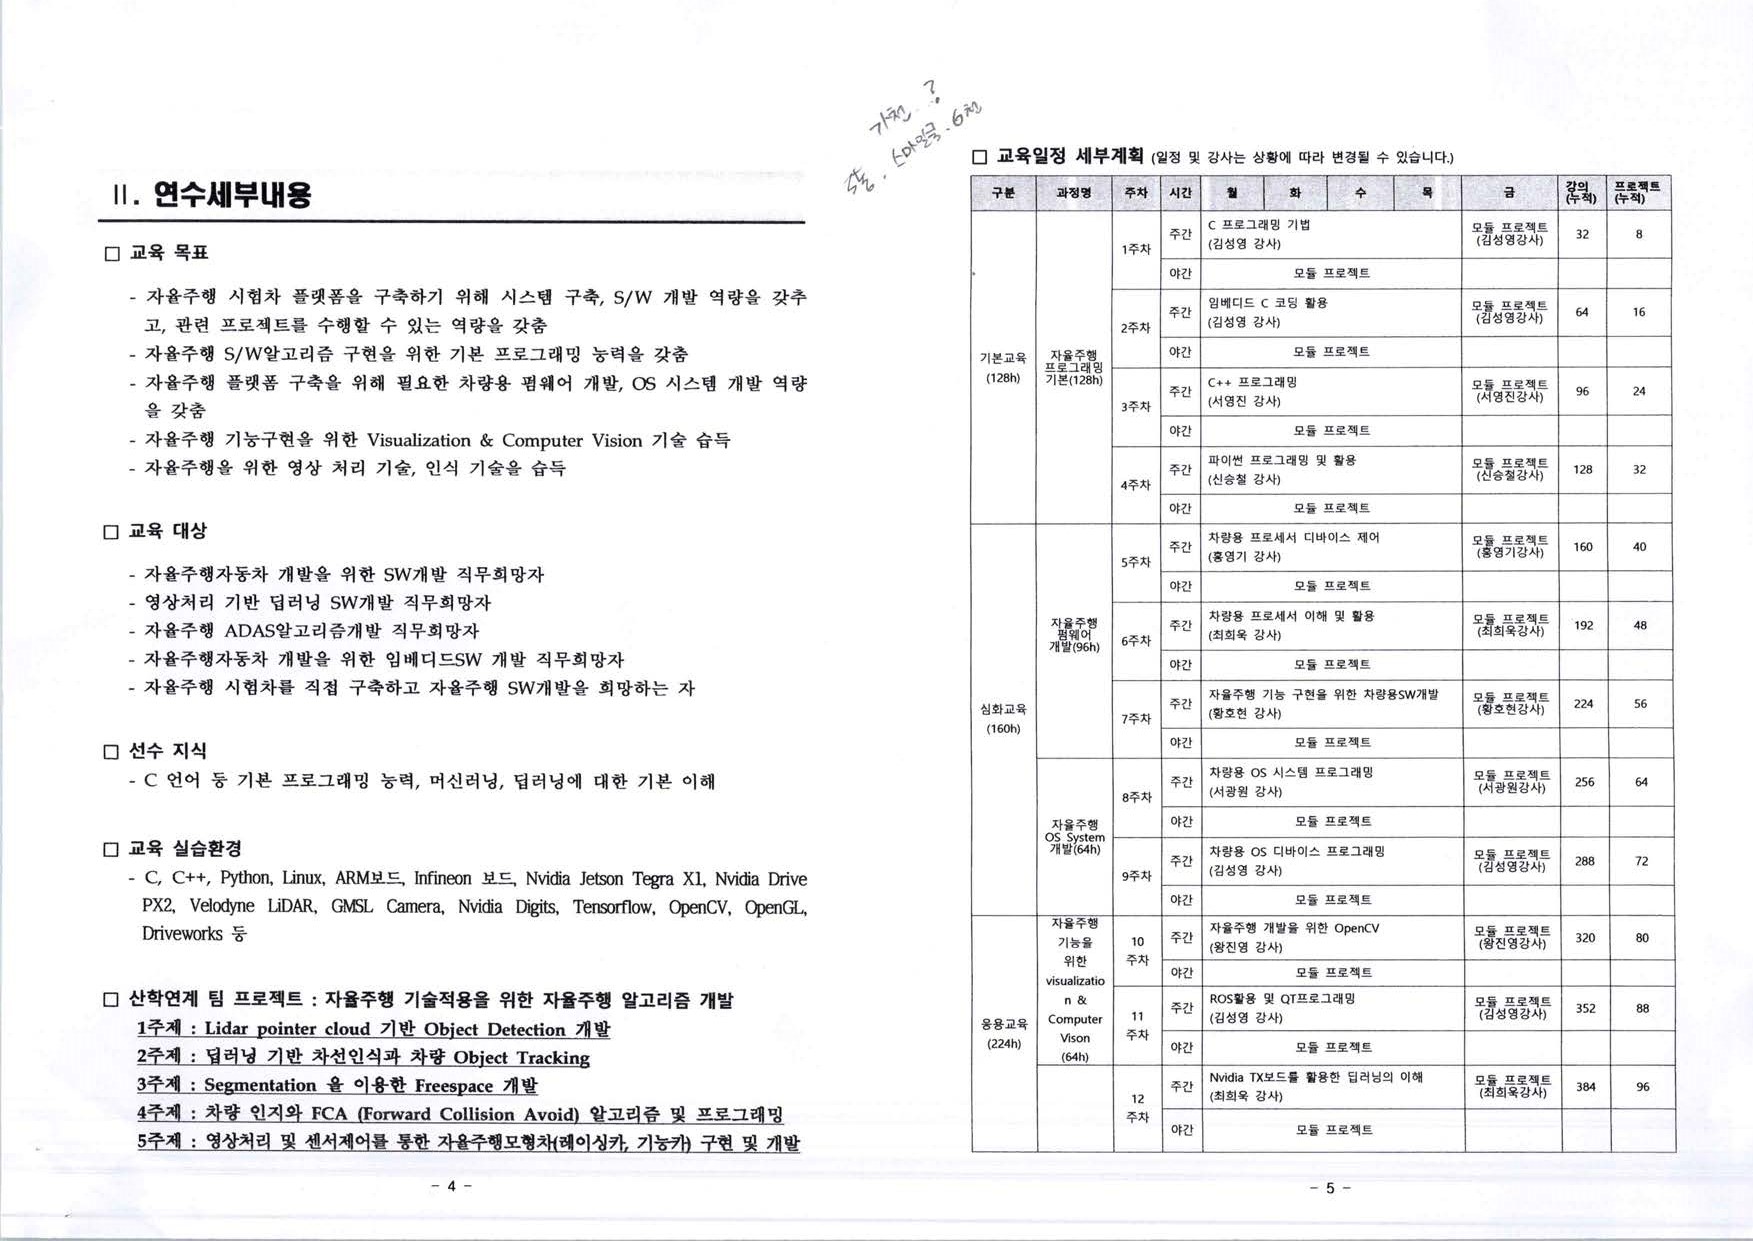 II. 연수세부내용
□ 교육 목표
- 자율주행 시험차 플랫폼을 구축하기 위해 시스템 구축, S/W 개발 역량을 갖추
고, 관련 프로젝트를 수행할 수 있는 역량을 갖춤
- 자율주행 S/W알고리즘 구현을 위한 기본 프로그래밍 능력을 갖춤
- 자율주행 플랫폼 구축을 위해 필요한 차량용 펌웨어 개발, OS 시스템 개발 역량
을 갖춤
- 자율주행 기능구현을 위한 Visualization & Computer Vision 기술 습득
- 자율주행을 위한 영상 처리 기술, 인식 기술을 습득
□ 교육 대상
- 자율주행자동차 개발을 위한 SW개발 직무희망자
- 영상처리 기반 딥러닝 SW개발 직무희망자
- 자율주행 ADAS알고리즘개발 직무희망자
- 자율주행자동차 개발을 위한 임베디드SW 개발 직무희망자
- 자율주행 시험차를 직접 구축하고 자율주행 SW개발을 희망하는 자
□ 선수 지식
- C 언어 등 기본 프로그래밍 능력, 머신러닝, 딥러닝에 대한 기본 이해
□ 교육 실습환경
- C, C++, Python, Linux, ARM보드, Infineon 보드, Nvidia Jetson Tegra X1, Nvidia Drive
PX2, Velodyne LiDAR, GMSL Camera, Nvidia Digits, Tensorflow, OpenCV, OpenGL,
Driveworks 등
□ 산학연계 팀 프로젝트 : 자율주행 기술적용을 위한 자율주행 알고리즘 개발
1주제 : Lidar pointer cloud 기반 Object Detection 개발
2주제 : 딥러닝 기반 차선인식과 차량 Object Tracking
3주제 : Segmentation 을 이용한 Freespace 개발
4주제 : 차량 인지와 FCA (Forward Collision Avoid) 알고리즘 및 프로그래밍
5주제 : 영상처리 및 센서제어를 통한 자율주행모형차(레이싱카, 기능카) 구현 및 개발
- 4 -
□ 교육일정 세부계획 (일정 및 강사는 상황에 따라 변경될 수 있습니다.)
구분 과정명 주차 시간 월 화 수 목 금 강의(누적) 프로젝트(누적)
기본교육
(128h)
자율주행
프로그래밍
기본(128h)
1주차 주간 C 프로그래밍 기법 (김성영 강사) 모듈 프로젝트 (김성영강사) 32 8
야간 모듈 프로젝트
2주차 주간 임베디드 C 코딩 활용 (김성영 강사) 모듈 프로젝트 (김성영강사) 64 16
야간 모듈 프로젝트
3주차 주간 C++ 프로그래밍 (서영진 강사) 모듈 프로젝트 (서영진강사) 96 24
야간 모듈 프로젝트
4주차 주간 파이썬 프로그래밍 및 활용 (신승철 강사) 모듈 프로젝트 (신승철강사) 128 32
야간 모듈 프로젝트
심화교육
(160h)
자율주행
펌웨어
개발(96h)
5주차 주간 차량용 프로세서 디바이스 제어 (홍영기 강사) 모듈 프로젝트 (홍영기강사) 160 40
야간 모듈 프로젝트
6주차 주간 차량용 프로세서 이해 및 활용 (최희욱 강사) 모듈 프로젝트 (최희욱강사) 192 48
야간 모듈 프로젝트
7주차 주간 자율주행 기능 구현을 위한 차량용SW개발 (황호현 강사) 모듈 프로젝트 (황호현강사) 224 56
야간 모듈 프로젝트
자율주행
OS System
개발(64h)
8주차 주간 차량용 OS 시스템 프로그래밍 (서광원 강사) 모듈 프로젝트 (서광원강사) 256 64
야간 모듈 프로젝트
9주차 주간 차량용 OS 디바이스 프로그래밍 (김성영 강사) 모듈 프로젝트 (김성영강사) 288 72
야간 모듈 프로젝트
응용교육
(224h)
자율주행
기능을
위한
visualizatio
n &
Computer
Vison
(64h)
10주차 주간 자율주행 개발을 위한 OpenCV (왕진영 강사) 모듈 프로젝트 (왕진영강사) 320 80
야간 모듈 프로젝트
11주차 주간 ROS활용 및 QT프로그래밍 (김성영 강사) 모듈 프로젝트 (김성영강사) 352 88
야간 모듈 프로젝트
12주차 주간 Nvidia TX보드를 활용한 딥러닝의 이해 (최희욱 강사) 모듈 프로젝트 (최희욱강사) 384 96
야간 모듈 프로젝트
- 5 -